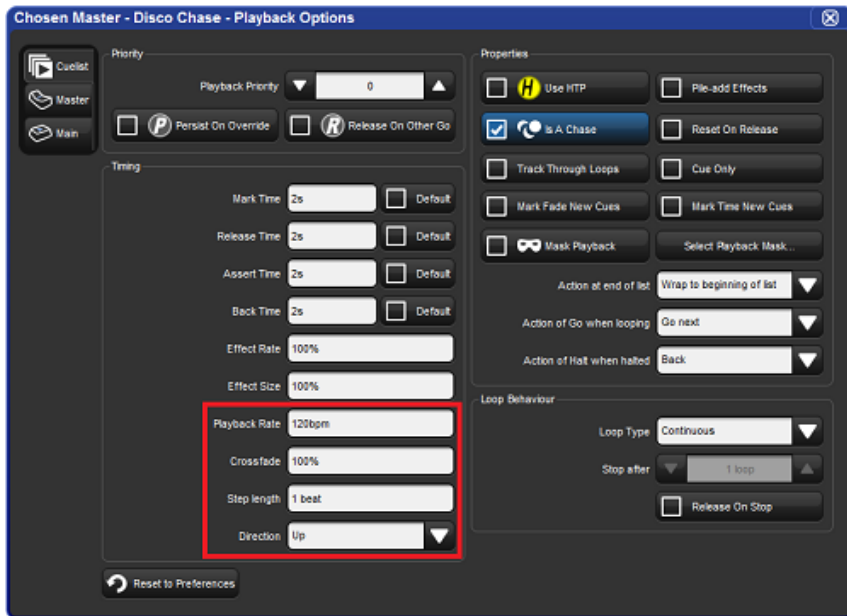 Chosen Master - Disco Chase - Playback Options
Cuelist
Master
Main
Priority
Playback Priority 0
P Persist On Override R Release On Other Go
Timing
Mark Time 2s Default
Release Time 2s Default
Assert Time 2s Default
Back Time 2s Default
Effect Rate 100%
Effect Size 100%
Playback Rate 120bpm
Crossfade 100%
Step length 1 beat
Direction Up
Reset to Preferences
Properties
H Use HTP Pile-add Effects
Is A Chase Reset On Release
Track Through Loops Cue Only
Mark Fade New Cues Mark Time New Cues
Mask Playback Select Playback Mask...
Action at end of list Wrap to beginning of list
Action of Go when looping Go next
Action of Halt when halted Back
Loop Behaviour
Loop Type Continuous
Stop after 1 loop
Release On Stop